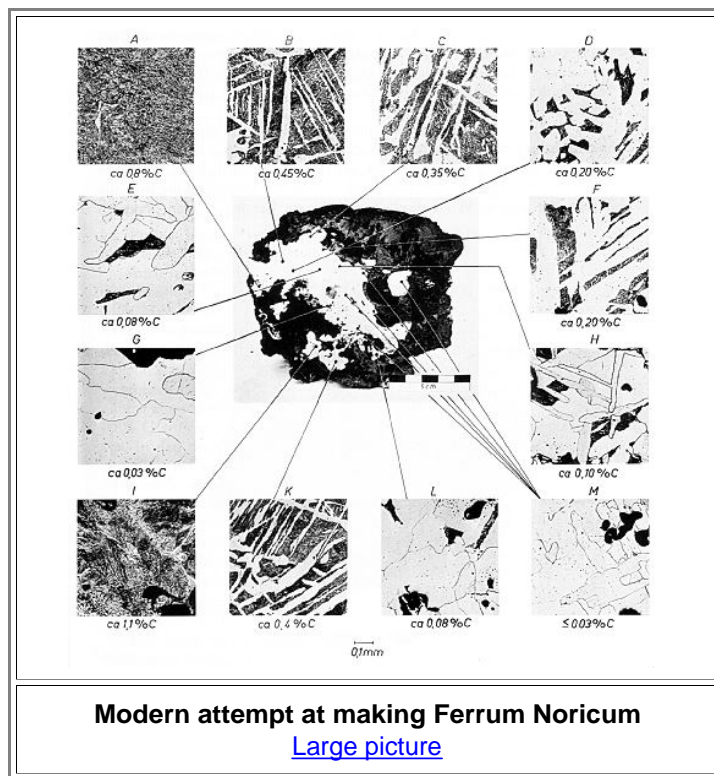 A B C D
ca 0,8%C ca 0,45%C ca 0,35%C ca 0,20%C
E F
ca 0,08%C ca 0,20%C
G H
5 cm
ca 0,03%C ca 0,10%C
I K L M
ca 1,1%C ca 0,4%C ca 0,08%C ≤0,03%C
0,1mm
Modern attempt at making Ferrum Noricum
Large picture